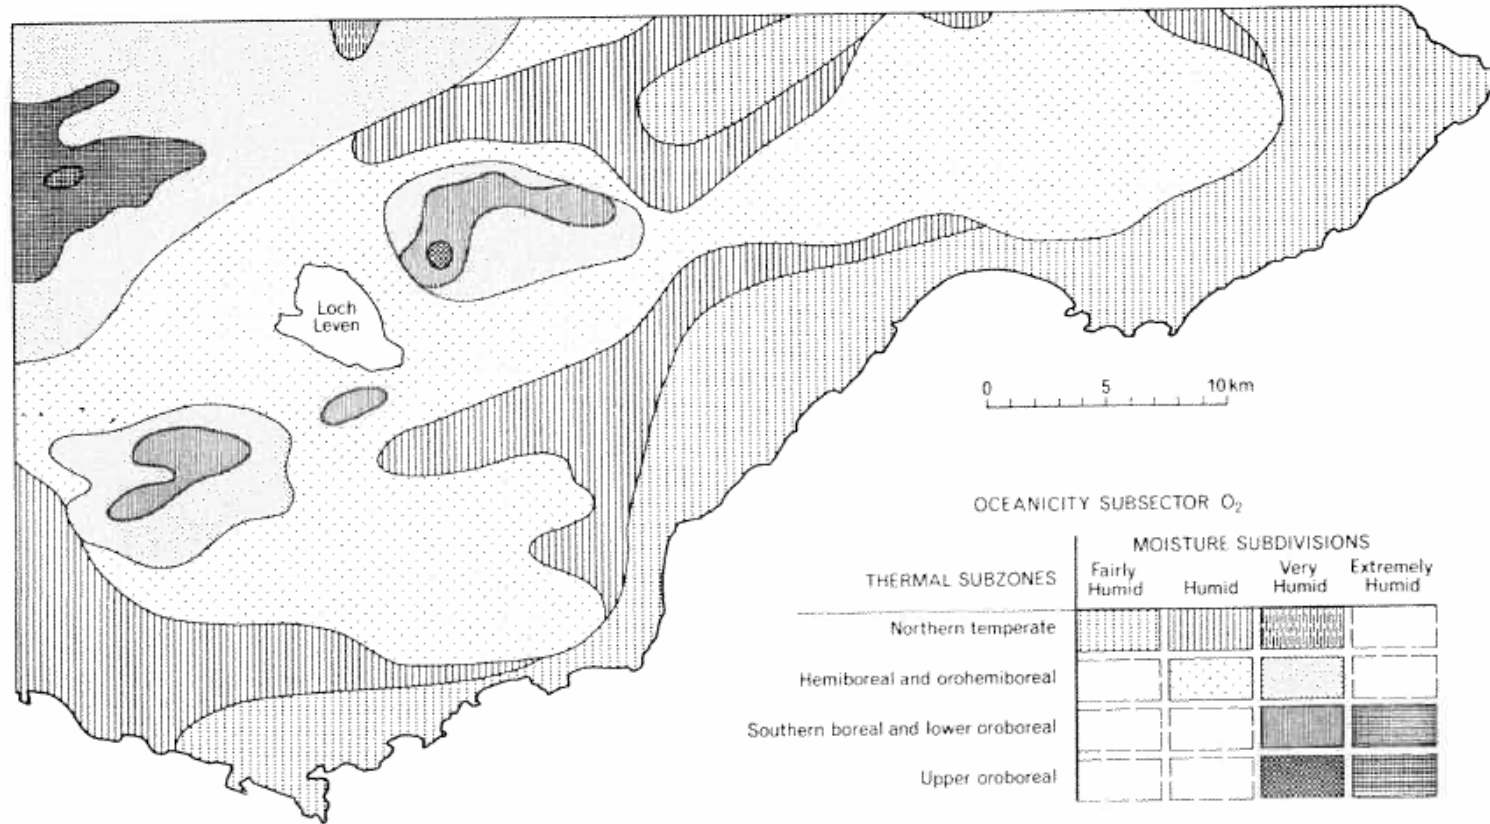 Loch
Leven
0 5 10 km
OCEANICITY SUBSECTOR O₂
MOISTURE SUBDIVISIONS
THERMAL SUBZONES
Fairly
Humid
Humid
Very
Humid
Extremely
Humid
Northern temperate
Hemiboreal and orohemiboreal
Southern boreal and lower oroboreal
Upper oroboreal